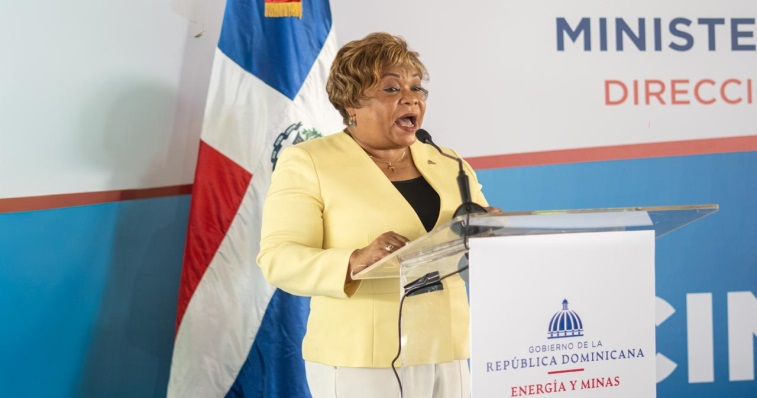 MINISTE
DIRECCI
GOBIERNO DE LA
REPÚBLICA DOMINICANA
ENERGÍA Y MINAS
CIN